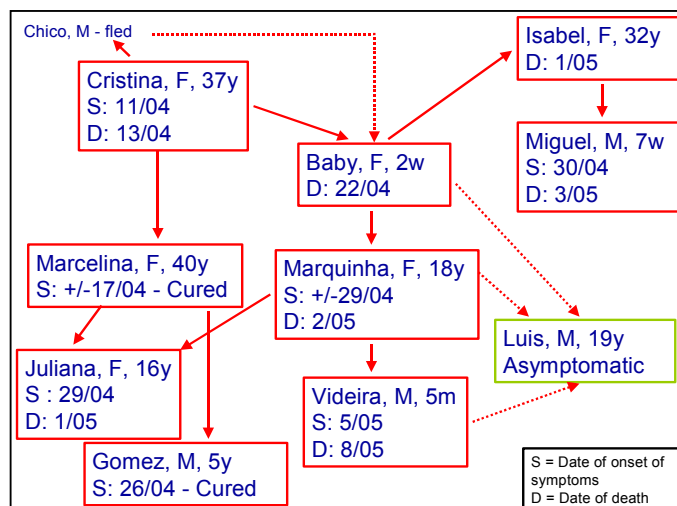 Chico, M - fled
Cristina, F, 37y
S: 11/04
D: 13/04
Isabel, F, 32y
D: 1/05
Miguel, M, 7w
S: 30/04
D: 3/05
Baby, F, 2w
D: 22/04
Marcelina, F, 40y
S: +/-17/04 - Cured
Marquinha, F, 18y
S: +/-29/04
D: 2/05
Luis, M, 19y
Asymptomatic
Juliana, F, 16y
S : 29/04
D: 1/05
Videira, M, 5m
S: 5/05
D: 8/05
Gomez, M, 5y
S: 26/04 - Cured
S = Date of onset of
symptoms
D = Date of death